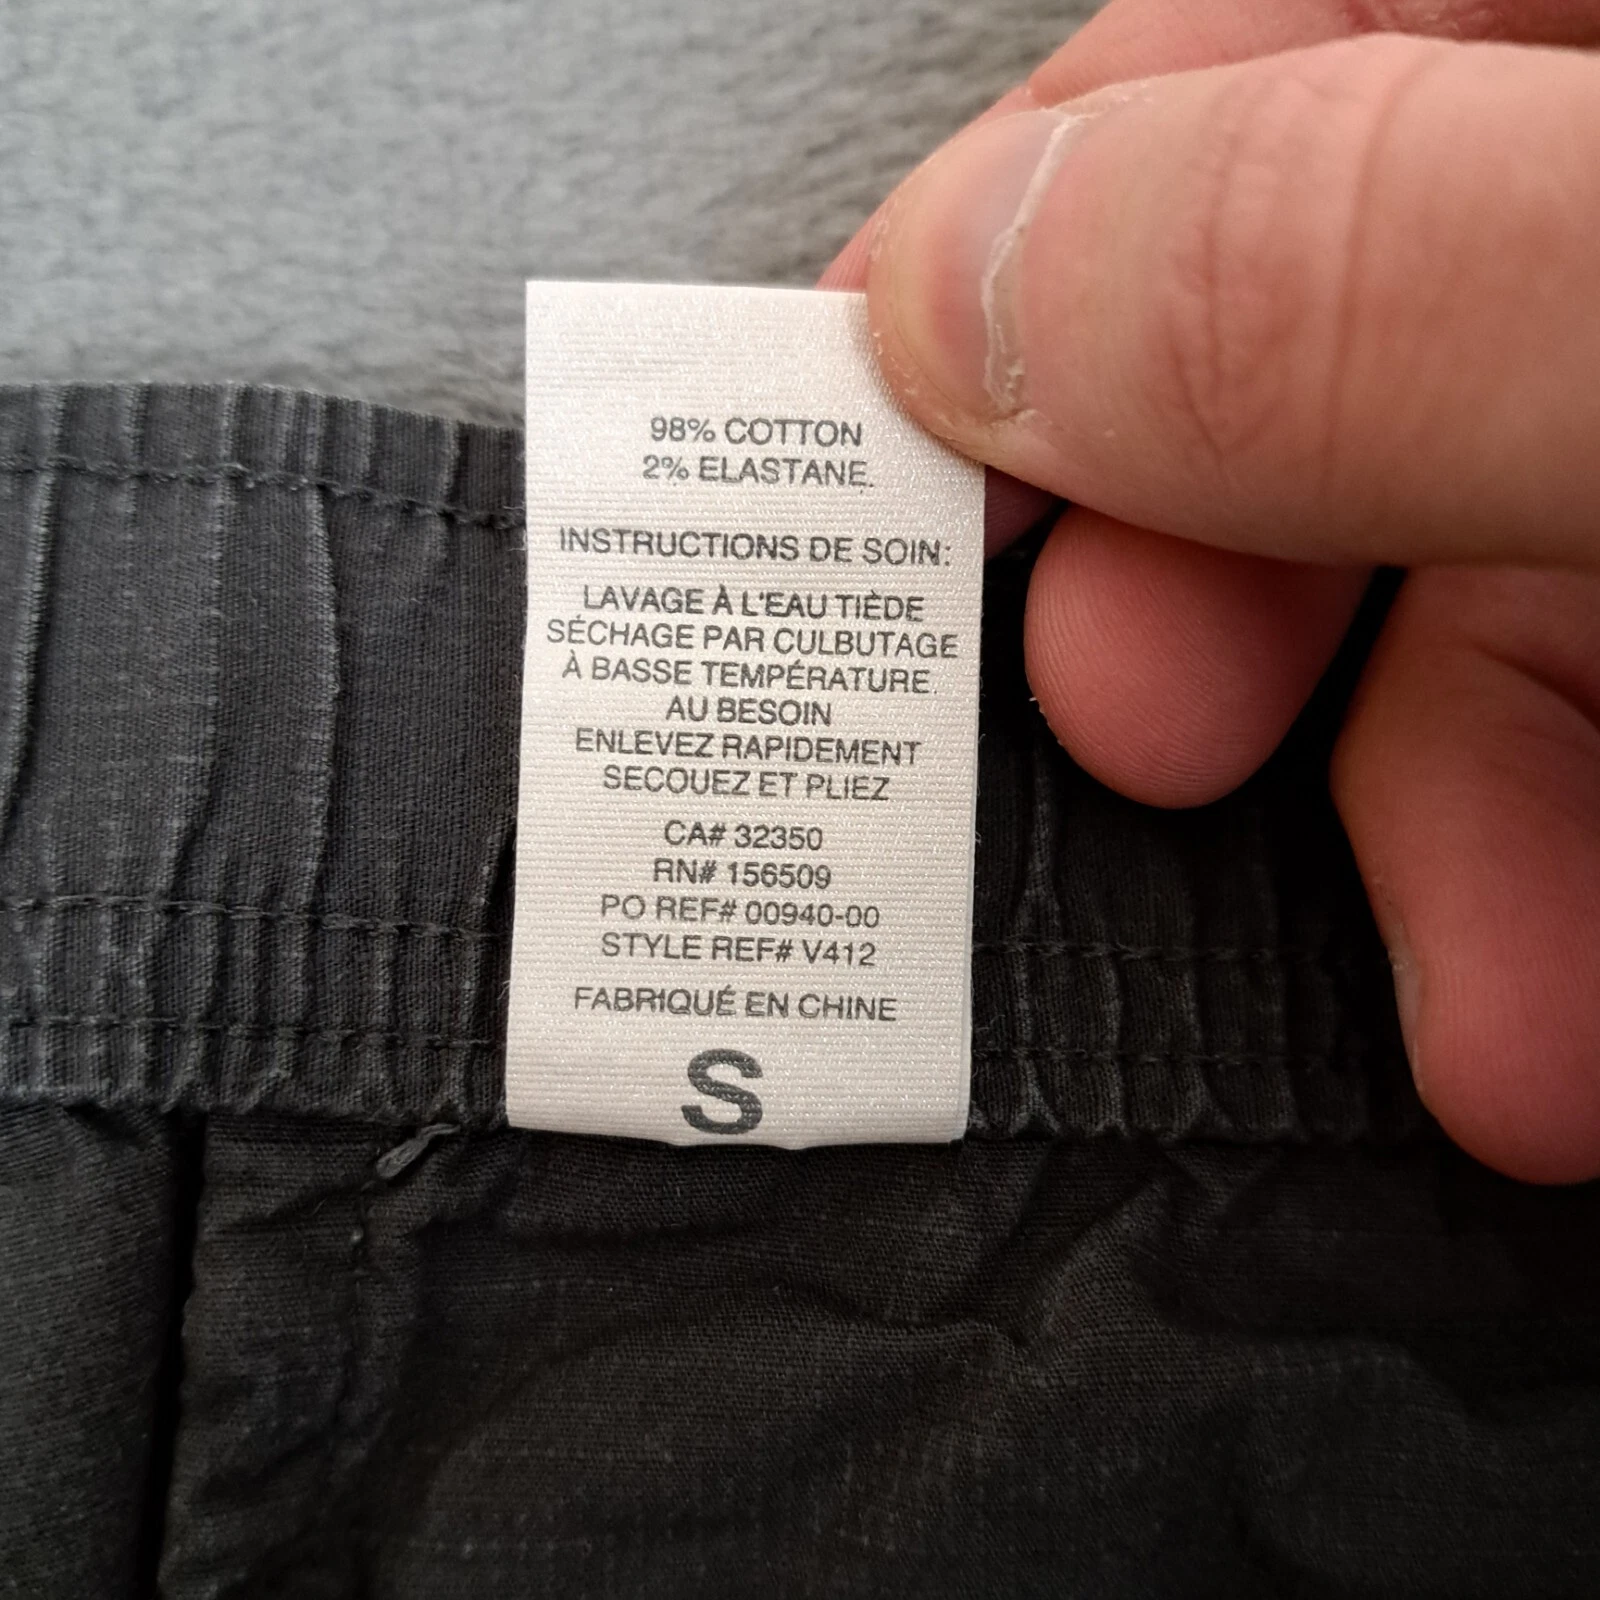 98% COTTON
2% ELASTANE.
INSTRUCTIONS DE SOIN:
LAVAGE À L'EAU TIÈDE
SÉCHAGE PAR CULBUTAGE
À BASSE TEMPÉRATURE.
AU BESOIN
ENLEVEZ RAPIDEMENT
SECOUEZ ET PLIEZ
CA# 32350
RN# 156509
PO REF# 00940-00
STYLE REF# V412
FABRIQUÉ EN CHINE
S